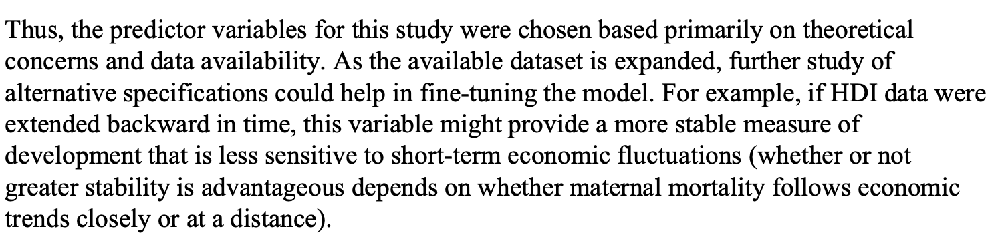 Thus, the predictor variables for this study were chosen based primarily on theoretical
concerns and data availability. As the available dataset is expanded, further study of
alternative specifications could help in fine-tuning the model. For example, if HDI data were
extended backward in time, this variable might provide a more stable measure of
development that is less sensitive to short-term economic fluctuations (whether or not
greater stability is advantageous depends on whether maternal mortality follows economic
trends closely or at a distance).